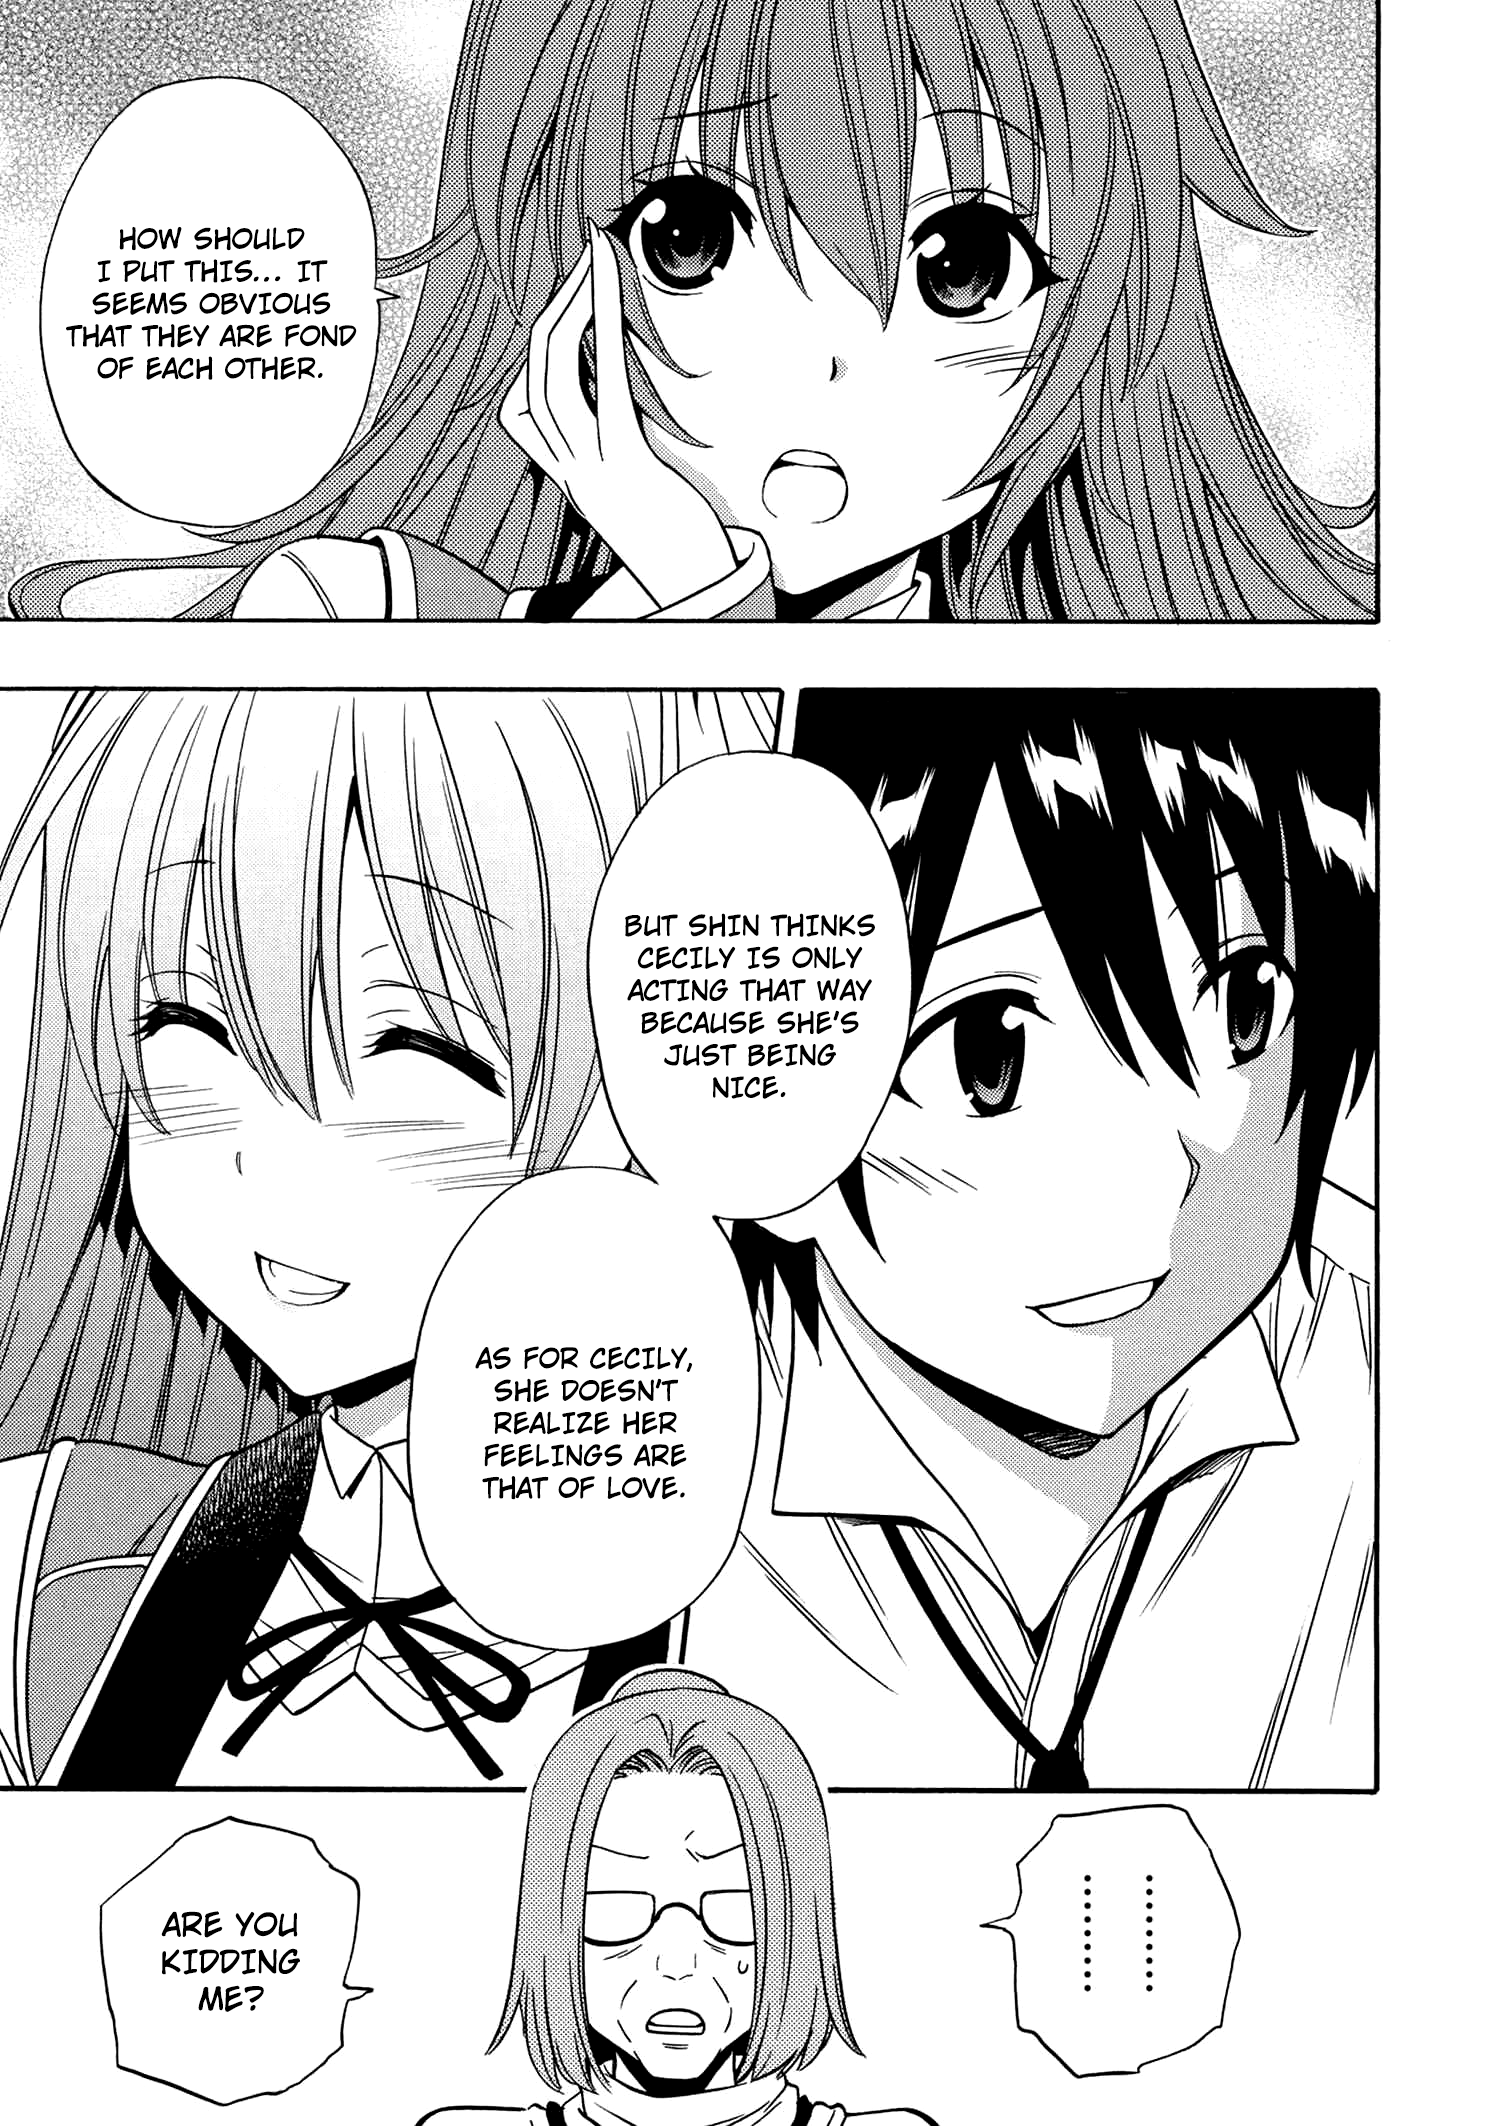 HOW SHOULD
I PUT THIS... IT
SEEMS OBVIOUS
THAT THEY ARE FOND
OF EACH OTHER.
BUT SHIN THINKS
CECILY IS ONLY
ACTING THAT WAY
BECAUSE SHE'S
JUST BEING
NICE.
AS FOR CECILY,
SHE DOESN'T
REALIZE HER
FEELINGS ARE
THAT OF LOVE.
.........
.........
ARE YOU
KIDDING
ME?